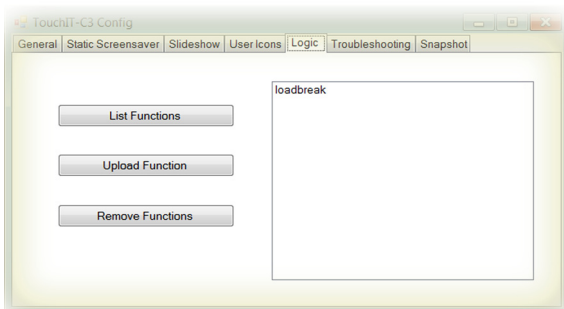 TouchIT-C3 Config
General Static Screensaver Slideshow User Icons Logic Troubleshooting Snapshot
loadbreak
List Functions
Upload Function
Remove Functions